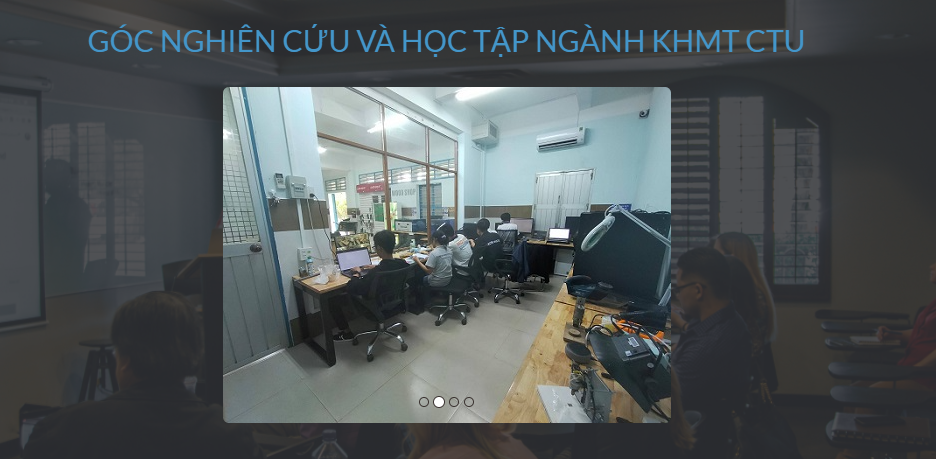 GÓC NGHIÊN CỨU VÀ HỌC TẬP NGÀNH KHMT CTU